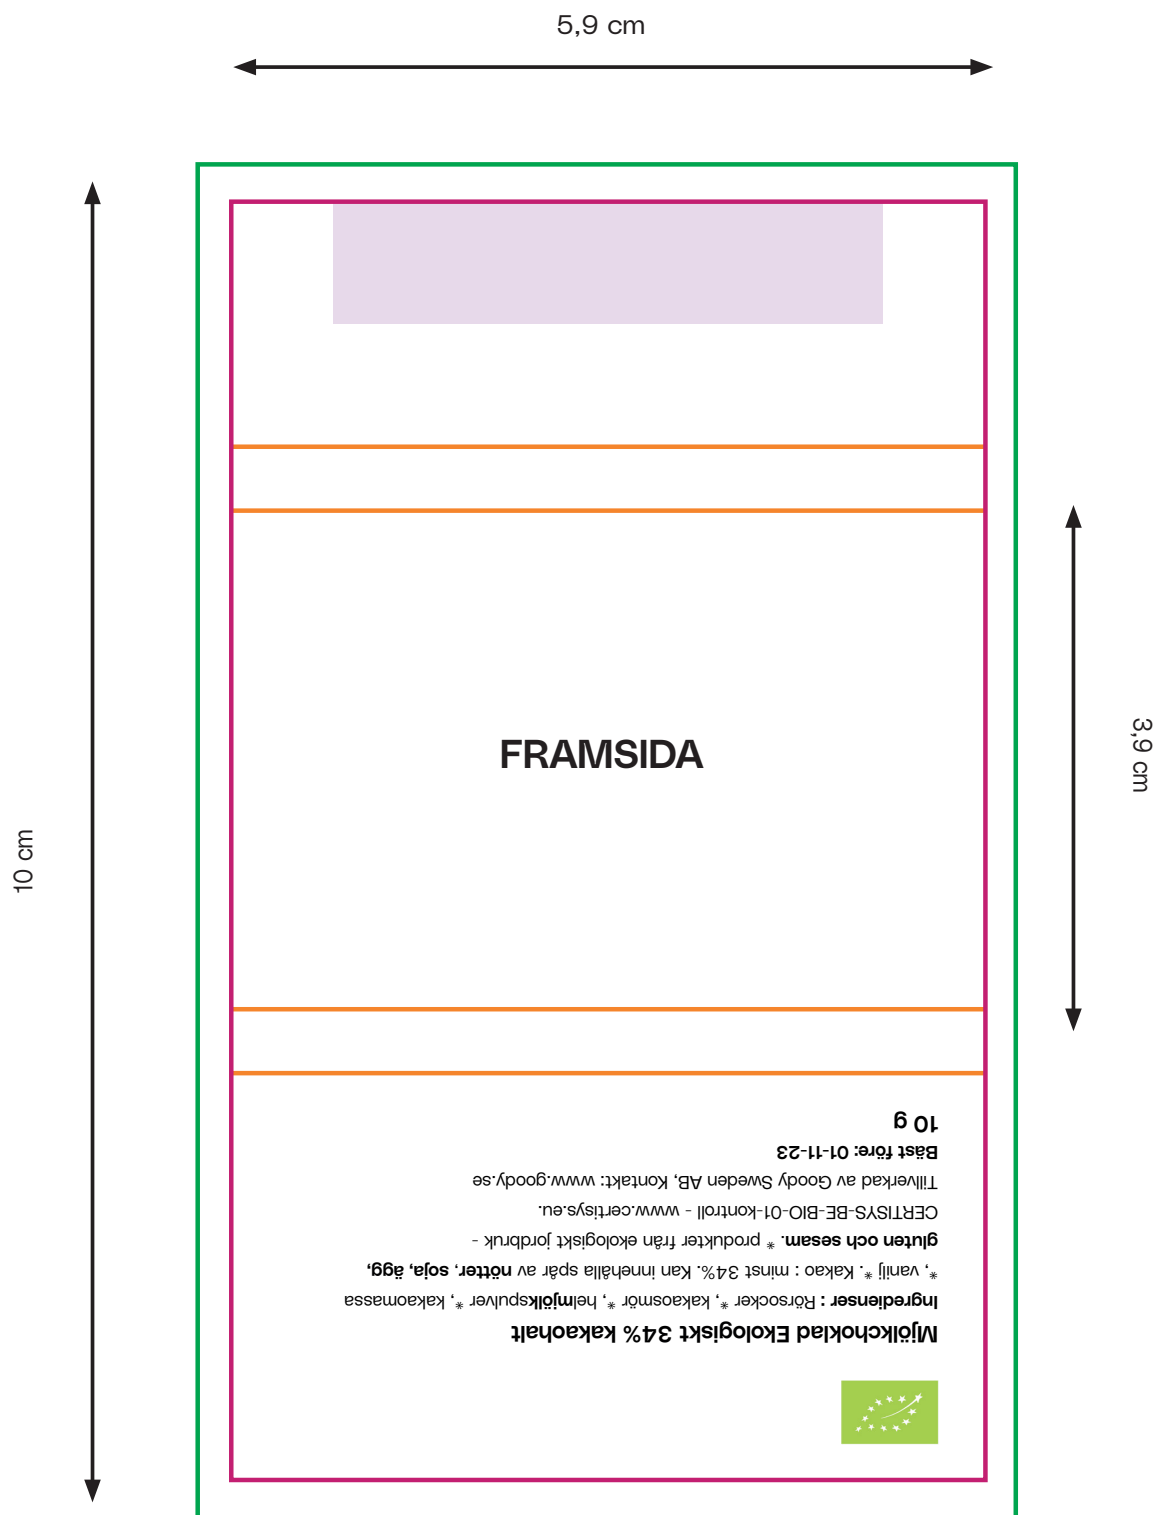 5,9 cm
10 cm
3,9 cm
FRAMSIDA
Mjölkchoklad Ekologiskt 34% kakaohalt
Ingredienser : Rörsocker *, kakaosmör *, helmjölkspulver *, kakaomassa
*, vanilj *. Kakao : minst 34%. Kan innehålla spår av nötter, soja, ägg,
gluten och sesam. * produkter från ekologiskt jordbruk -
CERTISYS-BE-BIO-01-kontroll - www.certisys.eu.
Tillverkad av Goody Sweden AB, Kontakt: www.goody.se
Bäst före: 01-11-23
10 g